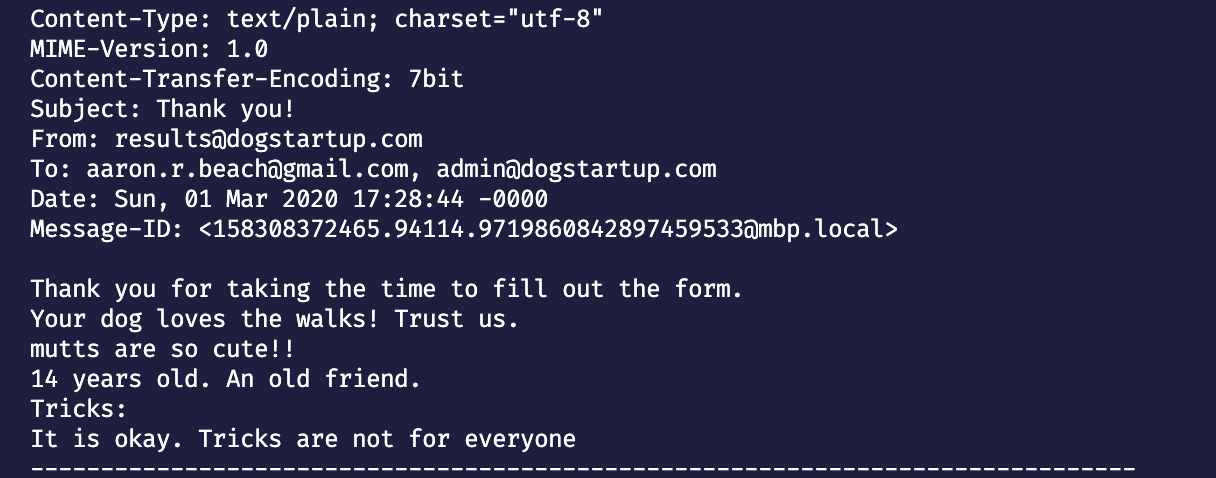 Content-Type: text/plain; charset="utf-8"
MIME-Version: 1.0
Content-Transfer-Encoding: 7bit
Subject: Thank you!
From: results@dogstartup.com
To: aaron.r.beach@gmail.com, admin@dogstartup.com
Date: Sun, 01 Mar 2020 17:28:44 -0000
Message-ID: <158308372465.94114.9719860842897459533@mbp.local>

Thank you for taking the time to fill out the form.
Your dog loves the walks! Trust us.
mutts are so cute!!
14 years old. An old friend.
Tricks:
It is okay. Tricks are not for everyone
-------------------------------------------------------------------------------